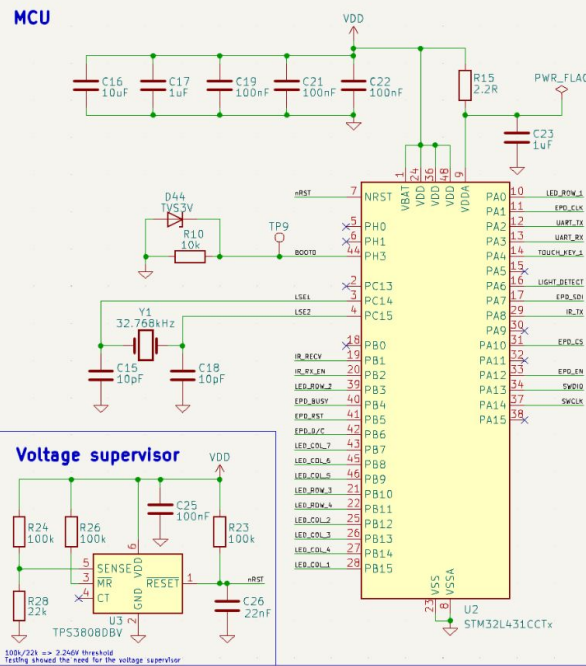 MCU
VDD
C16
10uF
C17
1uF
C19
100nF
C21
100nF
C22
100nF
R15
2.2R
PWR_FLAG
C23
1uF
1
24
36
48
9
VBAT
VDD
VDD
VDD
VDDA
nRST
7
NRST
D44
TVS3V
R10
10k
TP9
BOOT0
5
PH0
6
PH1
44
PH3
2
PC13
LSE1
3
PC14
LSE2
4
PC15
Y1
32.768kHz
C15
10pF
C18
10pF
18
PB0
IR_RECV
19
PB1
IR_RX_EN
20
PB2
LED_ROW_2
39
PB3
EPD_BUSY
40
PB4
EPD_RST
41
PB5
EPD_D/C
42
PB6
LED_COL_7
43
PB7
LED_COL_6
45
PB8
LED_COL_5
46
PB9
LED_ROW_3
21
PB10
LED_ROW_4
22
PB11
LED_COL_2
25
PB12
LED_COL_3
26
PB13
LED_COL_4
27
PB14
LED_COL_1
28
PB15
PA0
10
LED_ROW_1
PA1
11
EPD_CLK
PA2
12
UART_TX
PA3
13
UART_RX
PA4
14
TOUCH_KEY_1
PA5
15
PA6
16
LIGHT_DETECT
PA7
17
EPD_SDI
PA8
29
IR_TX
PA9
30
PA10
31
EPD_CS
PA11
32
PA12
33
EPD_EN
PA13
34
SWDIO
PA14
37
SWCLK
PA15
38
VSS
VSSA
23
8
U2
STM32L431CCTx
Voltage supervisor
VDD
R24
100k
R26
100k
C25
100nF
R23
100k
R28
22k
5
SENSE
3
MR
4
CT
6
VDD
GND
2
RESET
1
nRST
U3
TPS3808DBV
C26
22nF
100k/22k => 2.246V threshold
Testing showed the need for the voltage supervisor